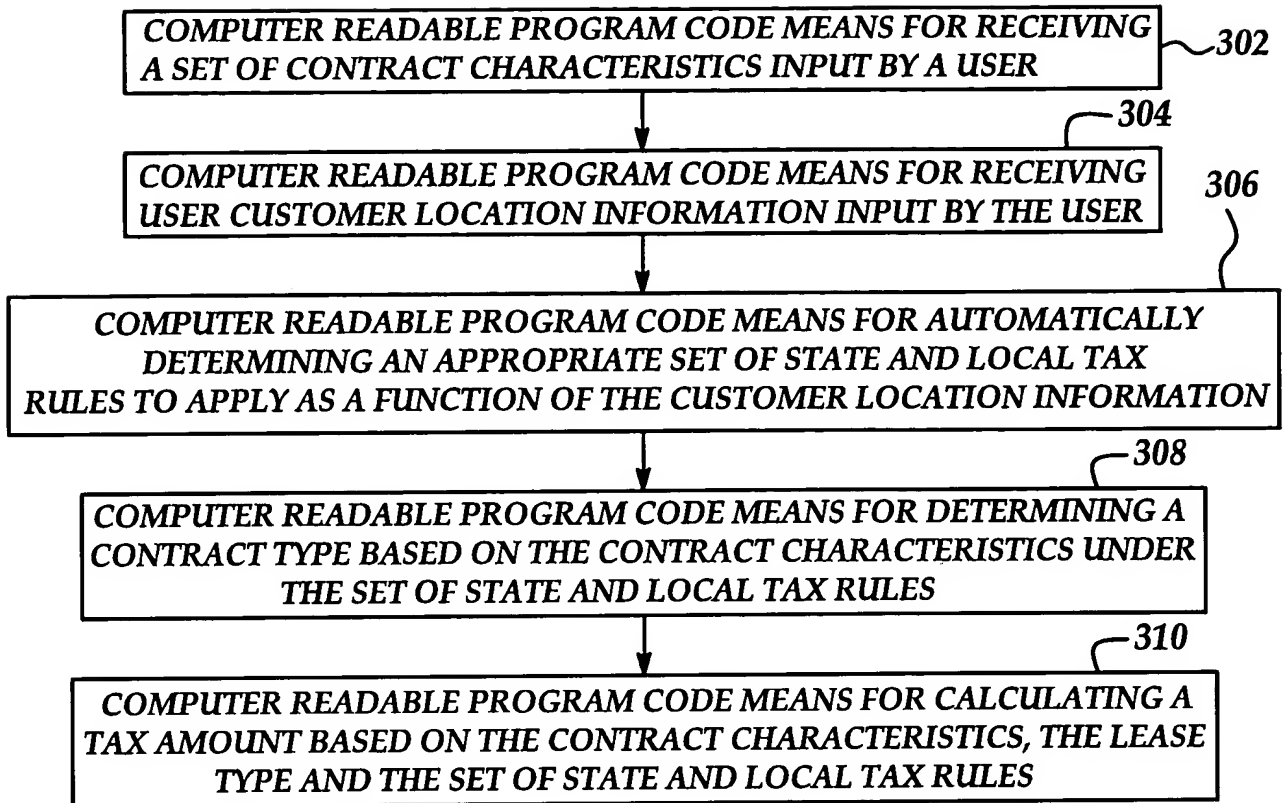 COMPUTER READABLE PROGRAM CODE MEANS FOR RECEIVING
A SET OF CONTRACT CHARACTERISTICS INPUT BY A USER
302
304
COMPUTER READABLE PROGRAM CODE MEANS FOR RECEIVING
USER CUSTOMER LOCATION INFORMATION INPUT BY THE USER
306
COMPUTER READABLE PROGRAM CODE MEANS FOR AUTOMATICALLY
DETERMINING AN APPROPRIATE SET OF STATE AND LOCAL TAX
RULES TO APPLY AS A FUNCTION OF THE CUSTOMER LOCATION INFORMATION
308
COMPUTER READABLE PROGRAM CODE MEANS FOR DETERMINING A
CONTRACT TYPE BASED ON THE CONTRACT CHARACTERISTICS UNDER
THE SET OF STATE AND LOCAL TAX RULES
310
COMPUTER READABLE PROGRAM CODE MEANS FOR CALCULATING A
TAX AMOUNT BASED ON THE CONTRACT CHARACTERISTICS, THE LEASE
TYPE AND THE SET OF STATE AND LOCAL TAX RULES